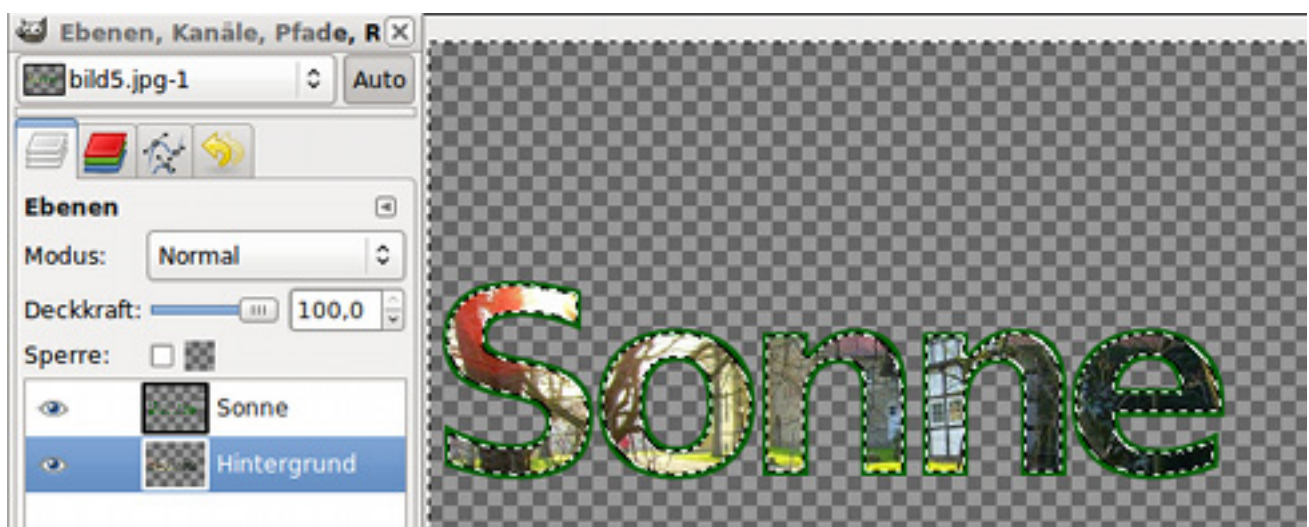 Ebenen, Kanäle, Pfade, R
bild5.jpg-1 Auto
Ebenen
Modus: Normal
Deckkraft: 100,0
Sperre:
Sonne
Hintergrund
Sonne